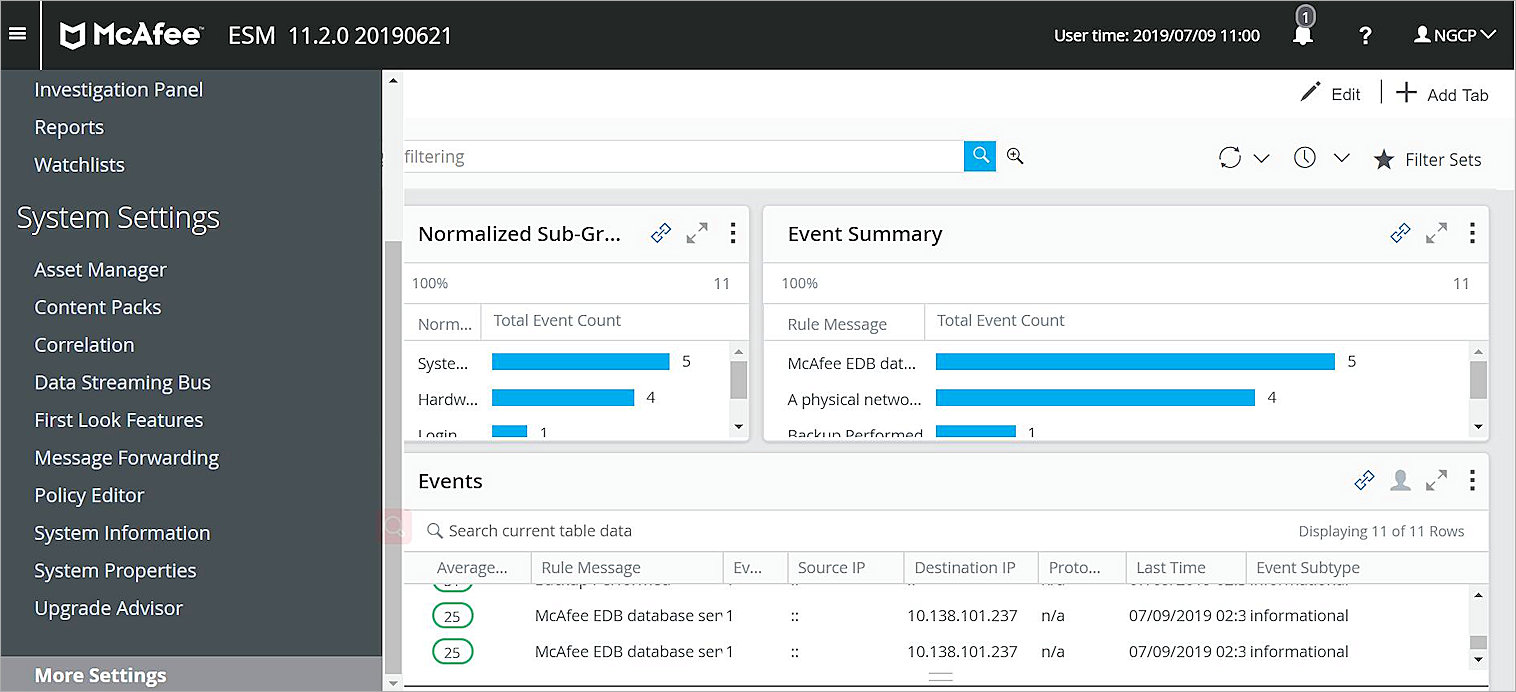 McAfee™ ESM 11.2.0 20190621 User time: 2019/07/09 11:00 1 ? NGCP
Investigation Panel
Reports
Watchlists
System Settings
Asset Manager
Content Packs
Correlation
Data Streaming Bus
First Look Features
Message Forwarding
Policy Editor
System Information
System Properties
Upgrade Advisor
More Settings
Edit Add Tab
filtering
Filter Sets
Normalized Sub-Gr...
100% 11
Norm... Total Event Count
Syste... 5
Hardw... 4
Login 1
Event Summary
100% 11
Rule Message Total Event Count
McAfee EDB dat... 5
A physical netwo... 4
Backup Performed 1
Events
Search current table data Displaying 11 of 11 Rows
Average... Rule Message Ev... Source IP Destination IP Proto... Last Time Event Subtype
25 McAfee EDB database ser 1 :: 10.138.101.237 n/a 07/09/2019 02:3 informational
25 McAfee EDB database ser 1 :: 10.138.101.237 n/a 07/09/2019 02:3 informational